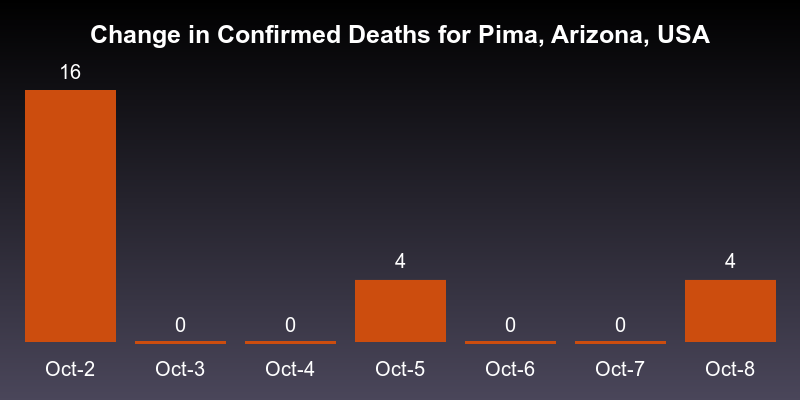 Change in Confirmed Deaths for Pima, Arizona, USA
16
0
0
4
0
0
4
Oct-2
Oct-3
Oct-4
Oct-5
Oct-6
Oct-7
Oct-8